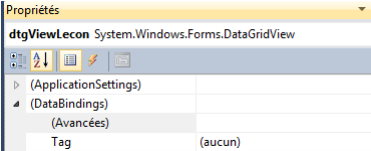 Propriétés
dtgViewLecon System.Windows.Forms.DataGridView
(ApplicationSettings)
(DataBindings)
(Avancées)
Tag (aucun)